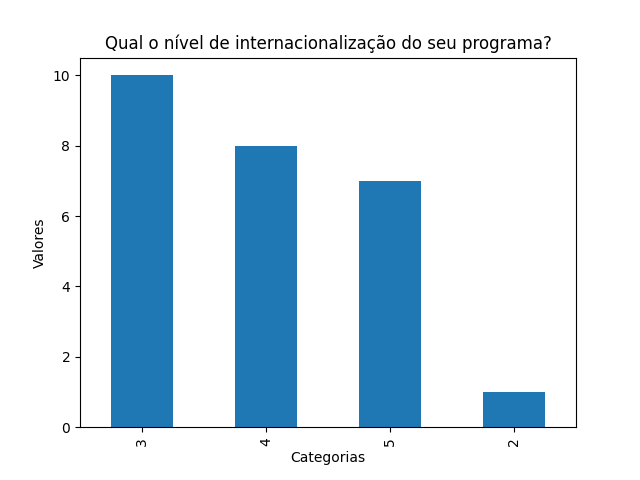 Qual o nível de internacionalização do seu programa?
10
8
6
4
2
0
Valores
3 4 5 2
Categorias